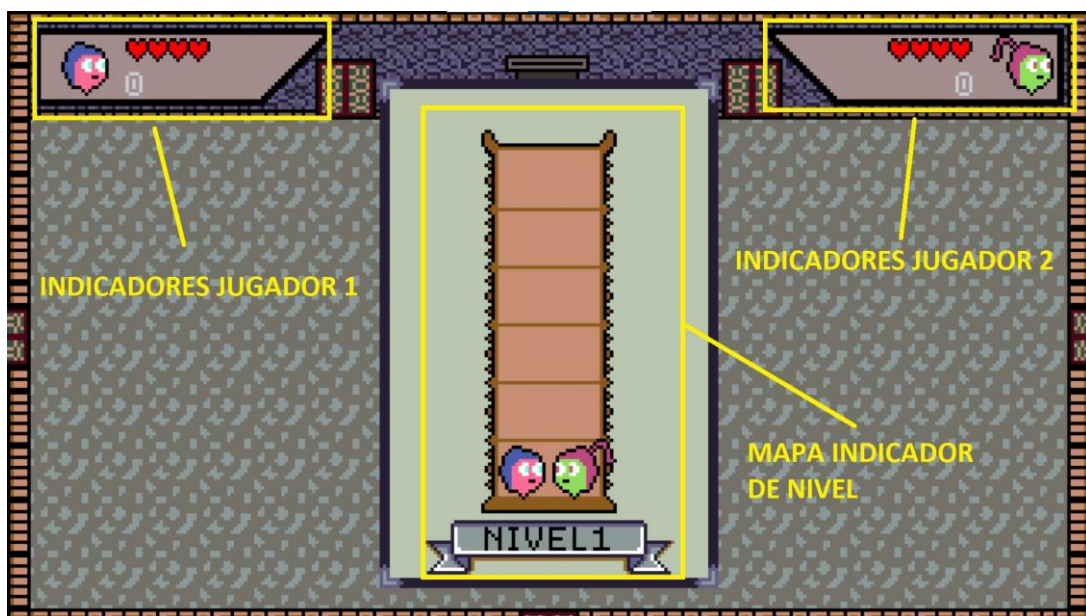 0
0
INDICADORES JUGADOR 1
INDICADORES JUGADOR 2
MAPA INDICADOR
DE NIVEL
NIVEL1